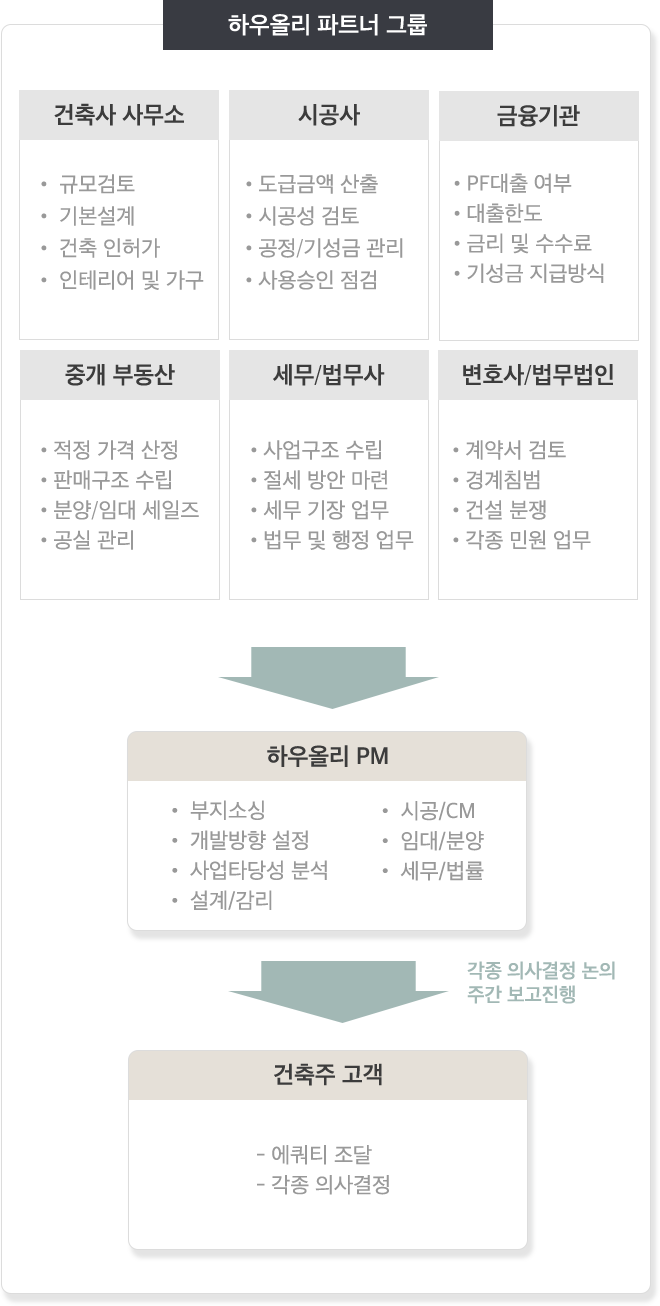 하우올리 파트너 그룹
건축사 사무소
• 규모검토
• 기본설계
• 건축 인허가
• 인테리어 및 가구
시공사
• 도급금액 산출
• 시공성 검토
• 공정/기성금 관리
• 사용승인 점검
금융기관
• PF대출 여부
• 대출한도
• 금리 및 수수료
• 기성금 지급방식
중개 부동산
• 적정 가격 산정
• 판매구조 수립
• 분양/임대 세일즈
• 공실 관리
세무/법무사
• 사업구조 수립
• 절세 방안 마련
• 세무 기장 업무
• 법무 및 행정 업무
변호사/법무법인
• 계약서 검토
• 경계침범
• 건설 분쟁
• 각종 민원 업무
하우올리 PM
• 부지소싱
• 개발방향 설정
• 사업타당성 분석
• 설계/감리
• 시공/CM
• 임대/분양
• 세무/법률
각종 의사결정 논의
주간 보고진행
건축주 고객
- 에쿼티 조달
- 각종 의사결정